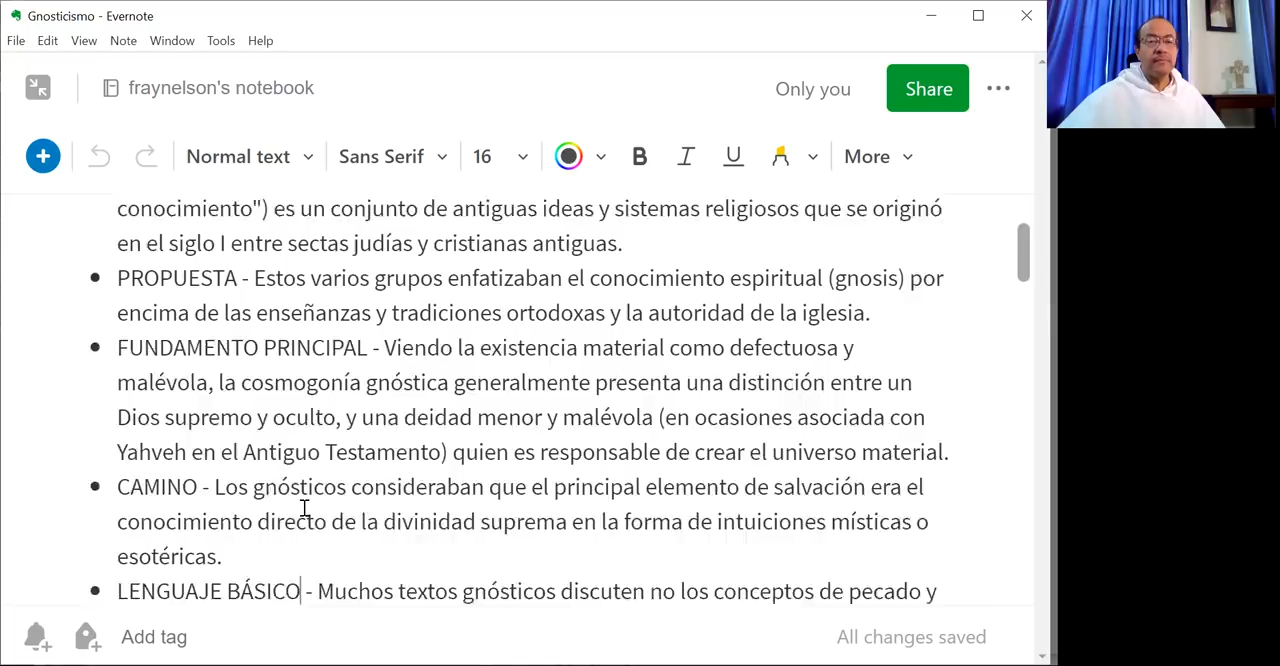 Gnosticismo - Evernote
File Edit View Note Window Tools Help
fraynelson's notebook
Only you
Share
Normal text
Sans Serif
16
B I U
More
conocimiento") es un conjunto de antiguas ideas y sistemas religiosos que se originó
en el siglo I entre sectas judías y cristianas antiguas.
• PROPUESTA - Estos varios grupos enfatizaban el conocimiento espiritual (gnosis) por
encima de las enseñanzas y tradiciones ortodoxas y la autoridad de la iglesia.
• FUNDAMENTO PRINCIPAL - Viendo la existencia material como defectuosa y
malévola, la cosmogonía gnóstica generalmente presenta una distinción entre un
Dios supremo y oculto, y una deidad menor y malévola (en ocasiones asociada con
Yahveh en el Antiguo Testamento) quien es responsable de crear el universo material.
• CAMINO - Los gnósticos consideraban que el principal elemento de salvación era el
conocimiento directo de la divinidad suprema en la forma de intuiciones místicas o
esotéricas.
• LENGUAJE BÁSICO - Muchos textos gnósticos discuten no los conceptos de pecado y
Add tag
All changes saved